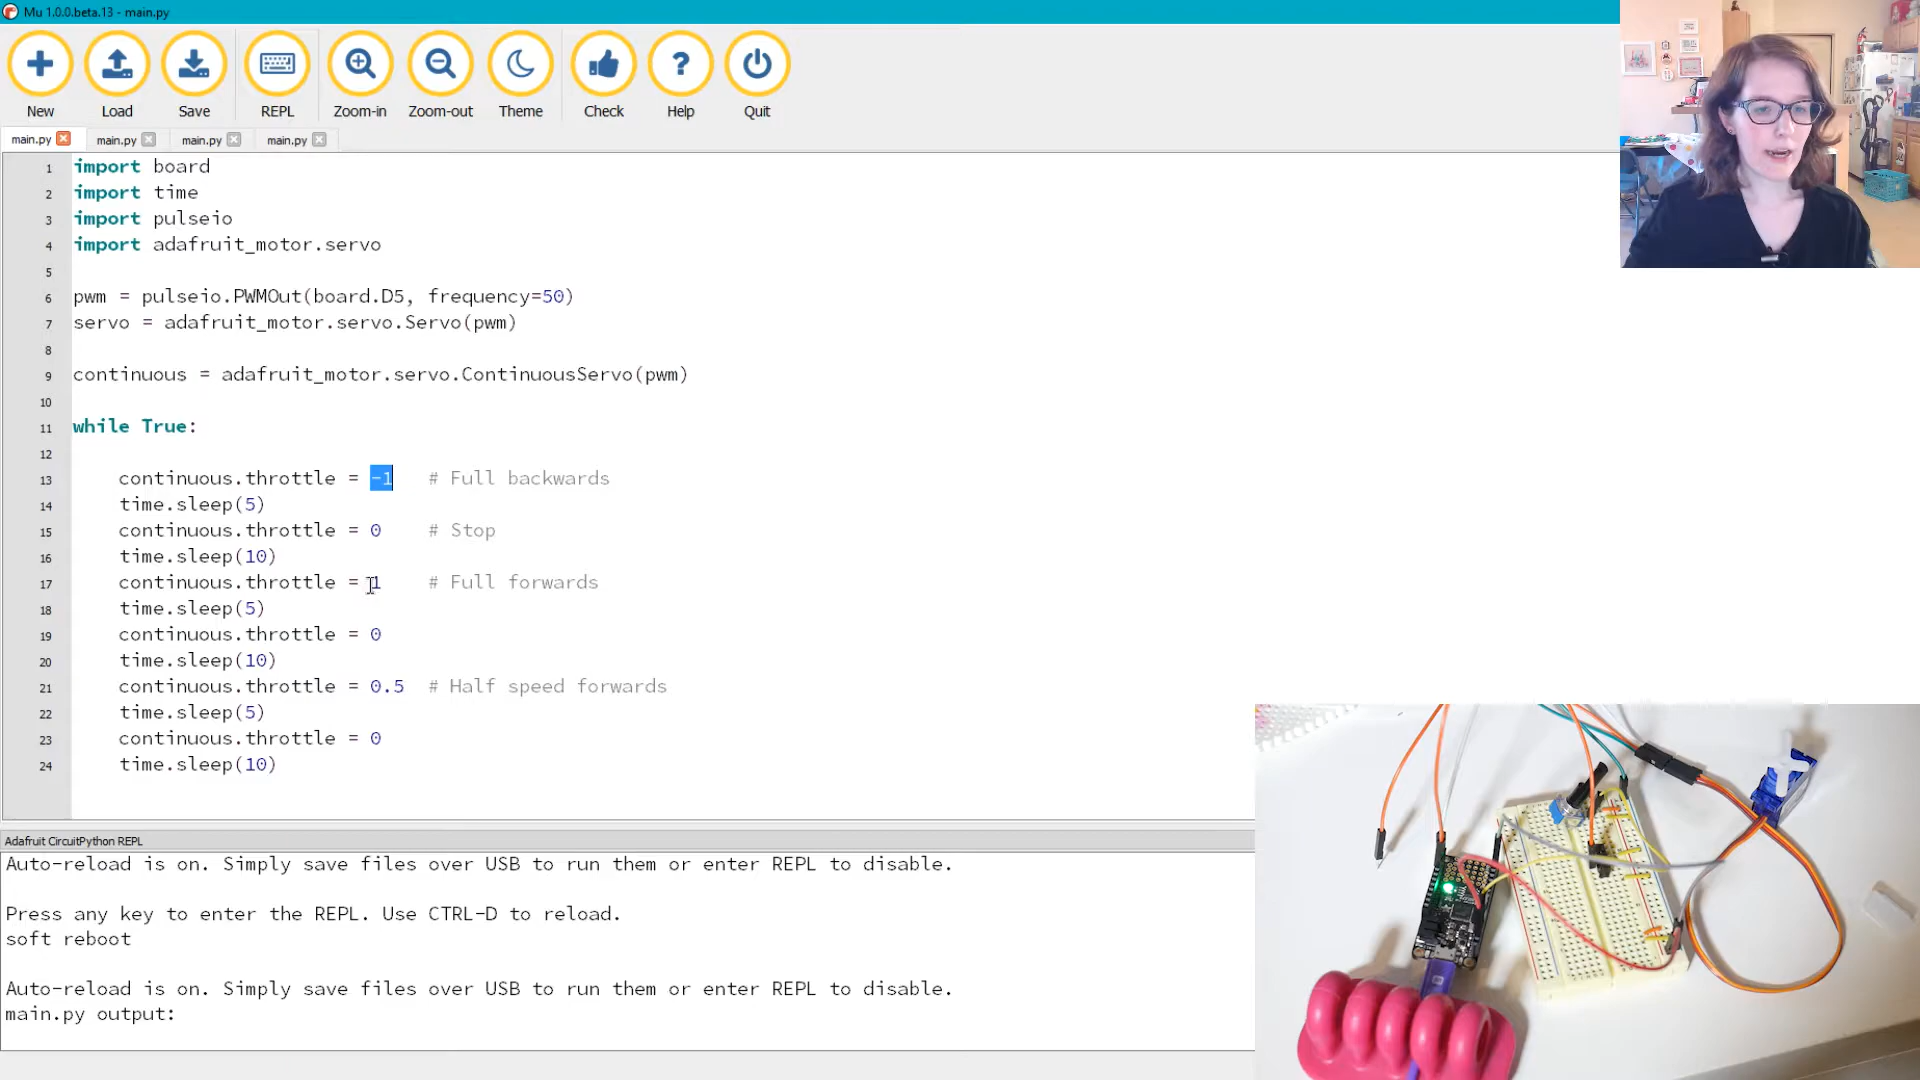 Mu 1.0.0.beta.13 - main.py
New Load Save REPL Zoom-in Zoom-out Theme Check Help Quit
main.py main.py main.py main.py
1 import board
2 import time
3 import pulseio
4 import adafruit_motor.servo
5
6 pwm = pulseio.PWMOut(board.D5, frequency=50)
7 servo = adafruit_motor.servo.Servo(pwm)
8
9 continuous = adafruit_motor.servo.ContinuousServo(pwm)
10
11 while True:
12
13 continuous.throttle = -1 # Full backwards
14 time.sleep(5)
15 continuous.throttle = 0 # Stop
16 time.sleep(10)
17 continuous.throttle = 1 # Full forwards
18 time.sleep(5)
19 continuous.throttle = 0
20 time.sleep(10)
21 continuous.throttle = 0.5 # Half speed forwards
22 time.sleep(5)
23 continuous.throttle = 0
24 time.sleep(10)
Adafruit CircuitPython REPL
Auto-reload is on. Simply save files over USB to run them or enter REPL to disable.
Press any key to enter the REPL. Use CTRL-D to reload.
soft reboot
Auto-reload is on. Simply save files over USB to run them or enter REPL to disable.
main.py output: